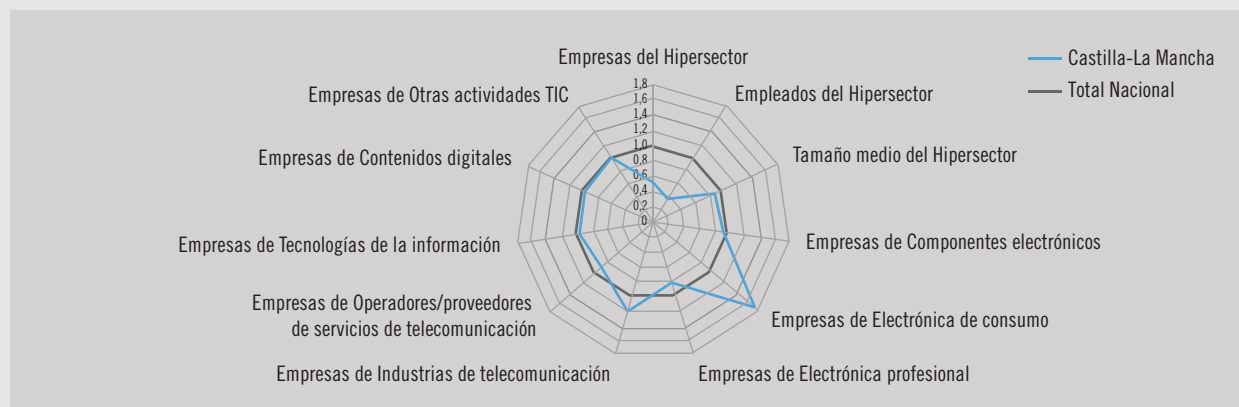 Empresas del Hipersector
Empleados del Hipersector
Tamaño medio del Hipersector
Empresas de Componentes electrónicos
Empresas de Electrónica de consumo
Empresas de Electrónica profesional
Empresas de Industrias de telecomunicación
Empresas de Operadores/proveedores
de servicios de telecomunicación
Empresas de Tecnologías de la información
Empresas de Contenidos digitales
Empresas de Otras actividades TIC
1,8
1,6
1,4
1,2
1,0
0,8
0,6
0,4
0,2
0
Castilla-La Mancha
Total Nacional